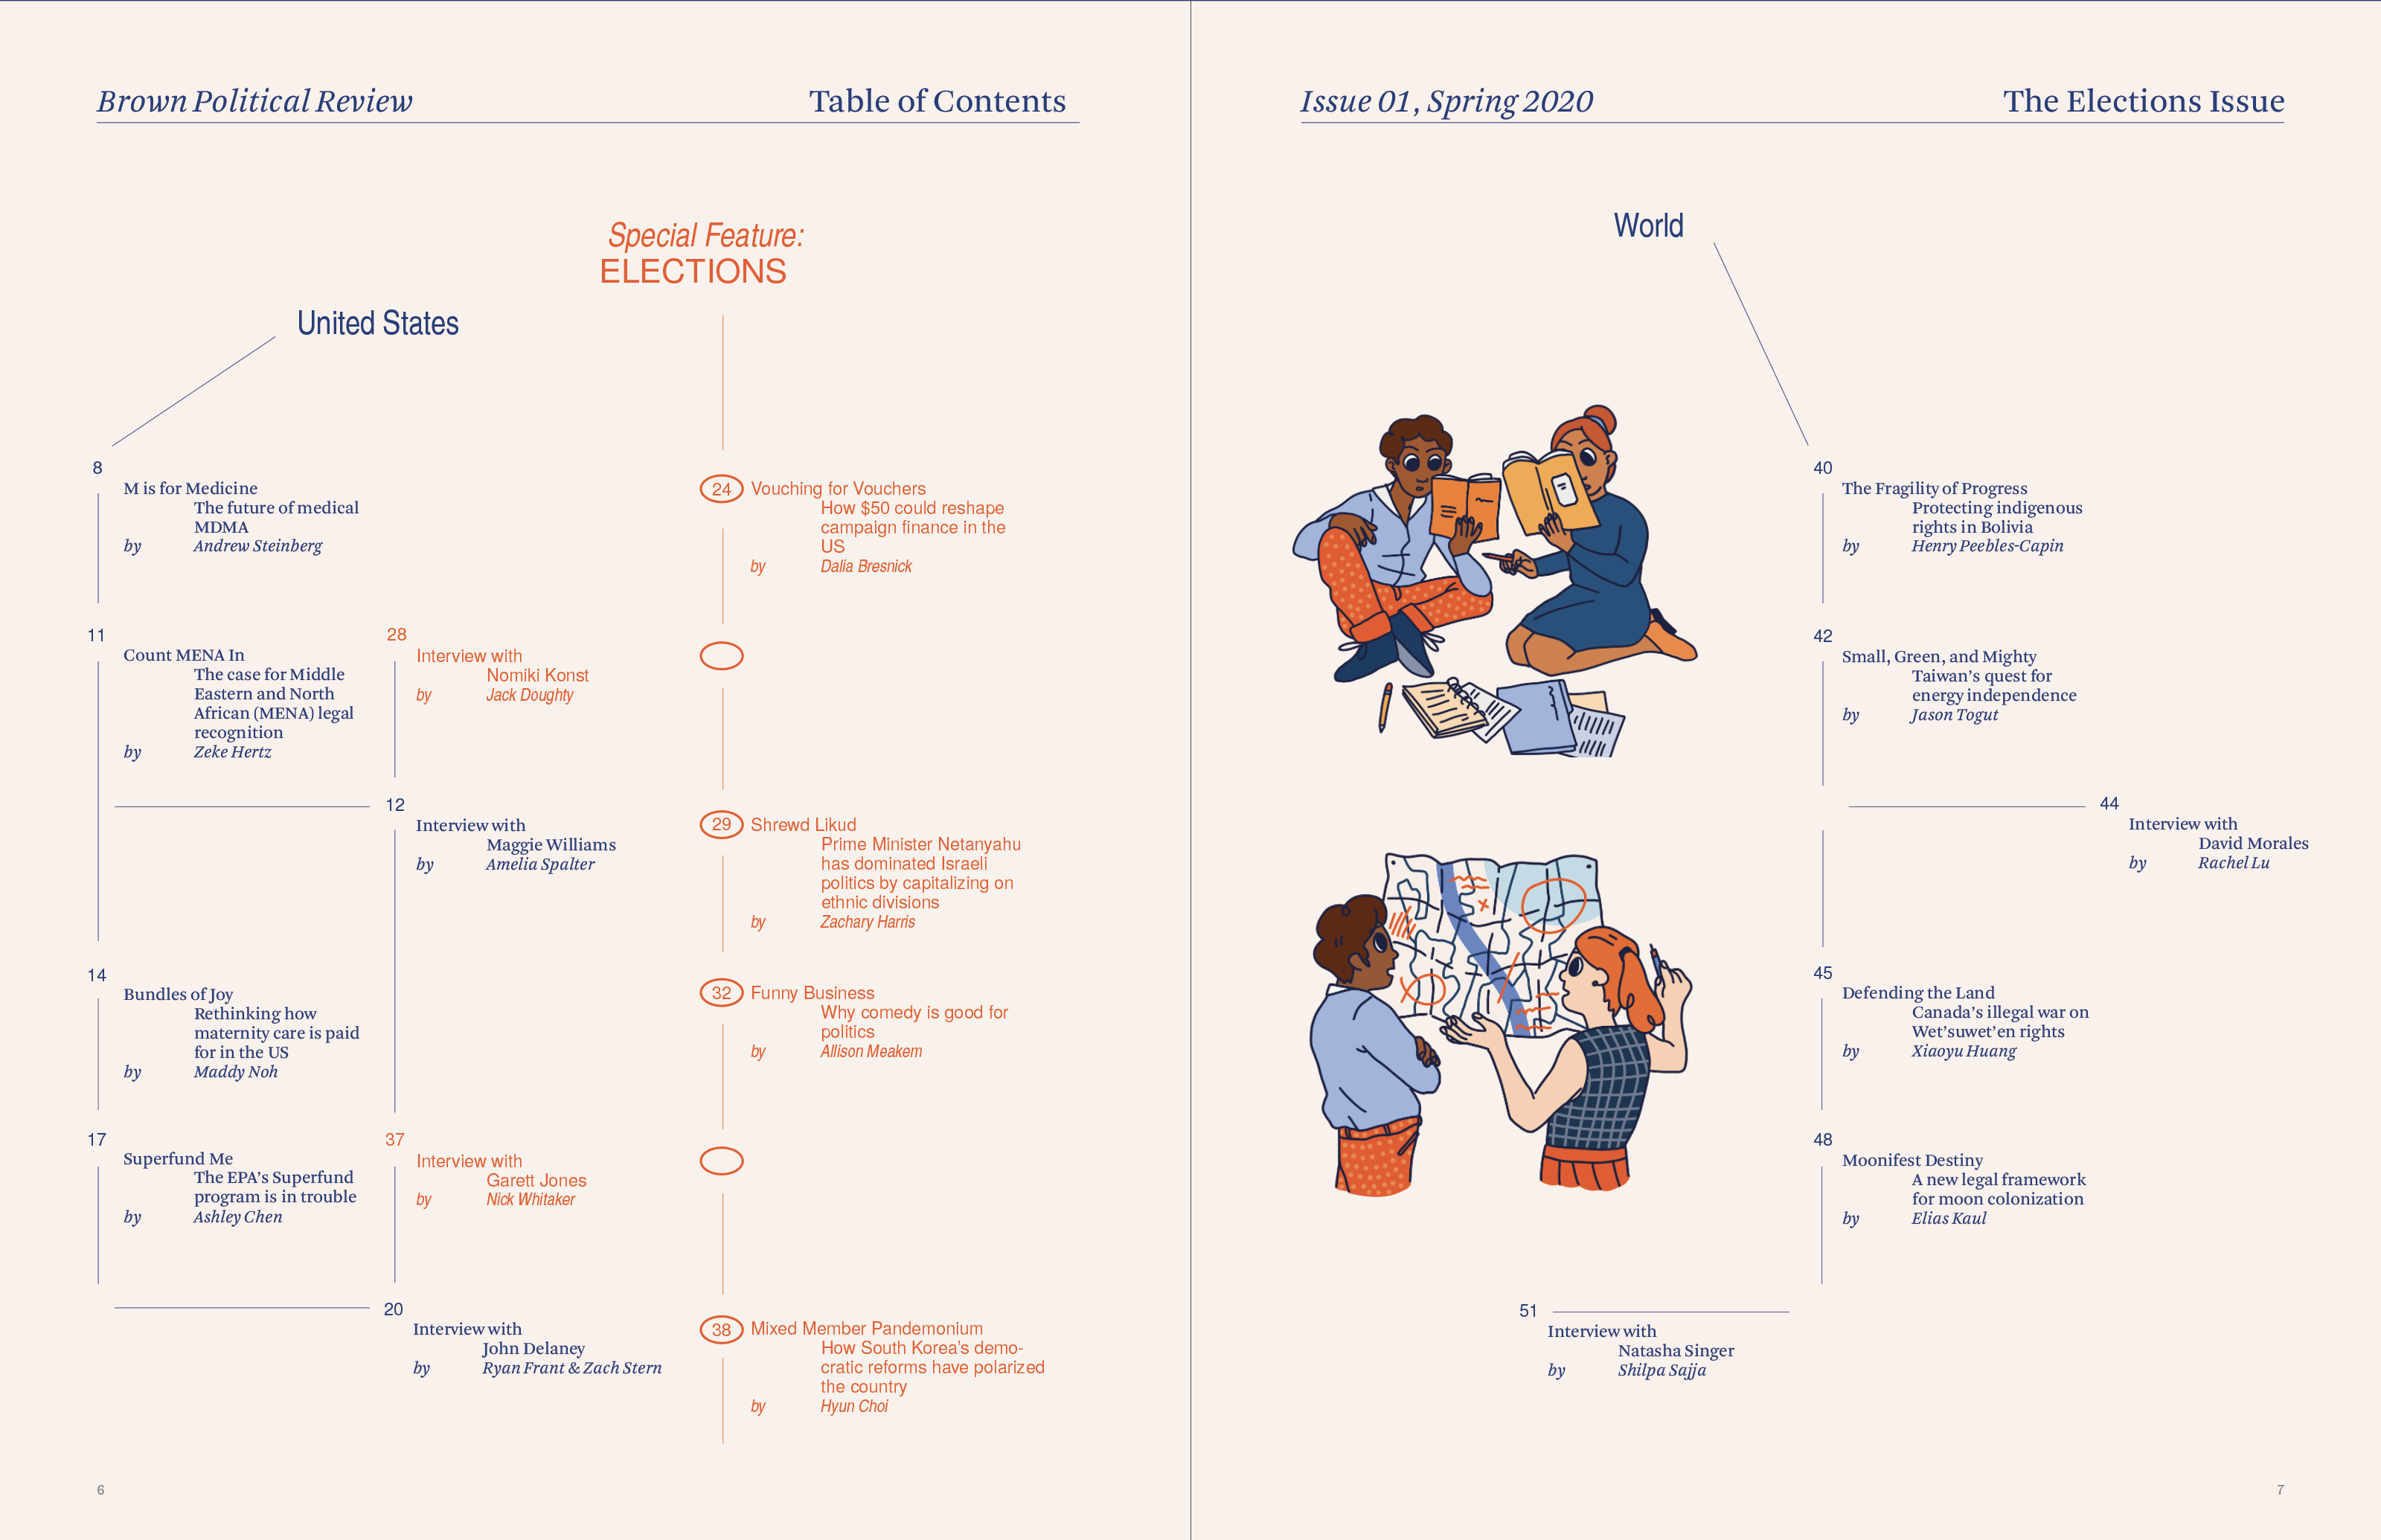 Brown Political Review
Table of Contents
Special Feature:
ELECTIONS
United States
8
M is for Medicine
The future of medical
MDMA
by Andrew Steinberg
11
Count MENA In
The case for Middle
Eastern and North
African (MENA) legal
recognition
by Zeke Hertz
14
Bundles of Joy
Rethinking how
maternity care is paid
for in the US
by Maddy Noh
17
Superfund Me
The EPA's Superfund
program is in trouble
by Ashley Chen
28
Interview with
Nomiki Konst
by Jack Doughty
12
Interview with
Maggie Williams
by Amelia Spalter
37
Interview with
Garett Jones
by Nick Whitaker
20
Interview with
John Delaney
by Ryan Frant & Zach Stern
24 Vouching for Vouchers
How $50 could reshape
campaign finance in the
US
by Dalia Bresnick
29 Shrewd Likud
Prime Minister Netanyahu
has dominated Israeli
politics by capitalizing on
ethnic divisions
by Zachary Harris
32 Funny Business
Why comedy is good for
politics
by Allison Meakem
38 Mixed Member Pandemonium
How South Korea's demo-
cratic reforms have polarized
the country
by Hyun Choi
6
Issue 01, Spring 2020
The Elections Issue
World
40
The Fragility of Progress
Protecting indigenous
rights in Bolivia
by Henry Peebles-Capin
42
Small, Green, and Mighty
Taiwan's quest for
energy independence
by Jason Togut
44
Interview with
David Morales
by Rachel Lu
45
Defending the Land
Canada's illegal war on
Wet'suwet'en rights
by Xiaoyu Huang
48
Moonifest Destiny
A new legal framework
for moon colonization
by Elias Kaul
51
Interview with
Natasha Singer
by Shilpa Sajja
7